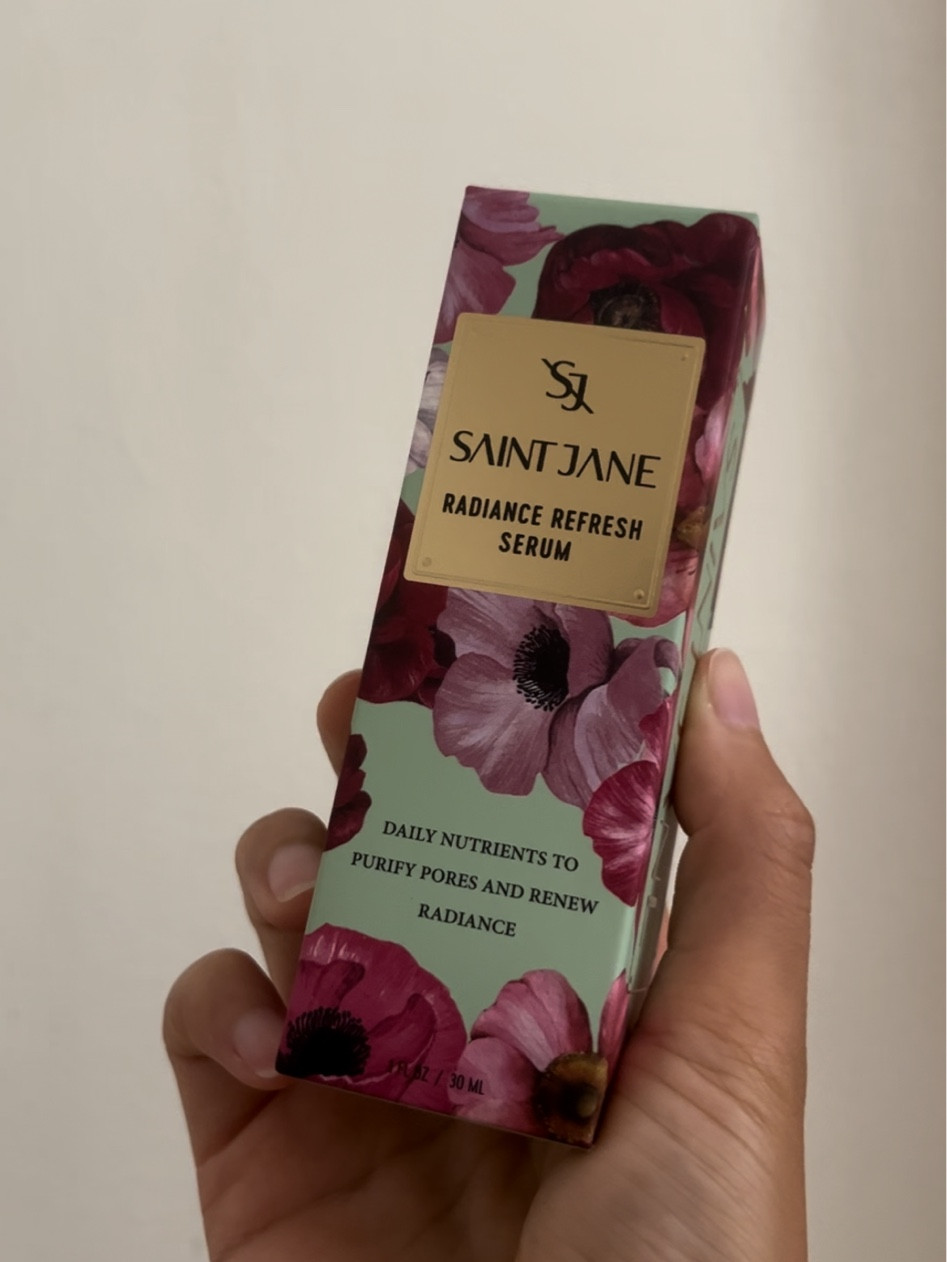 SJ
SAINT JANE
RADIANCE REFRESH
SERUM
DAILY NUTRIENTS TO
PURIFY PORES AND RENEW
RADIANCE
1 FL OZ / 30 ML